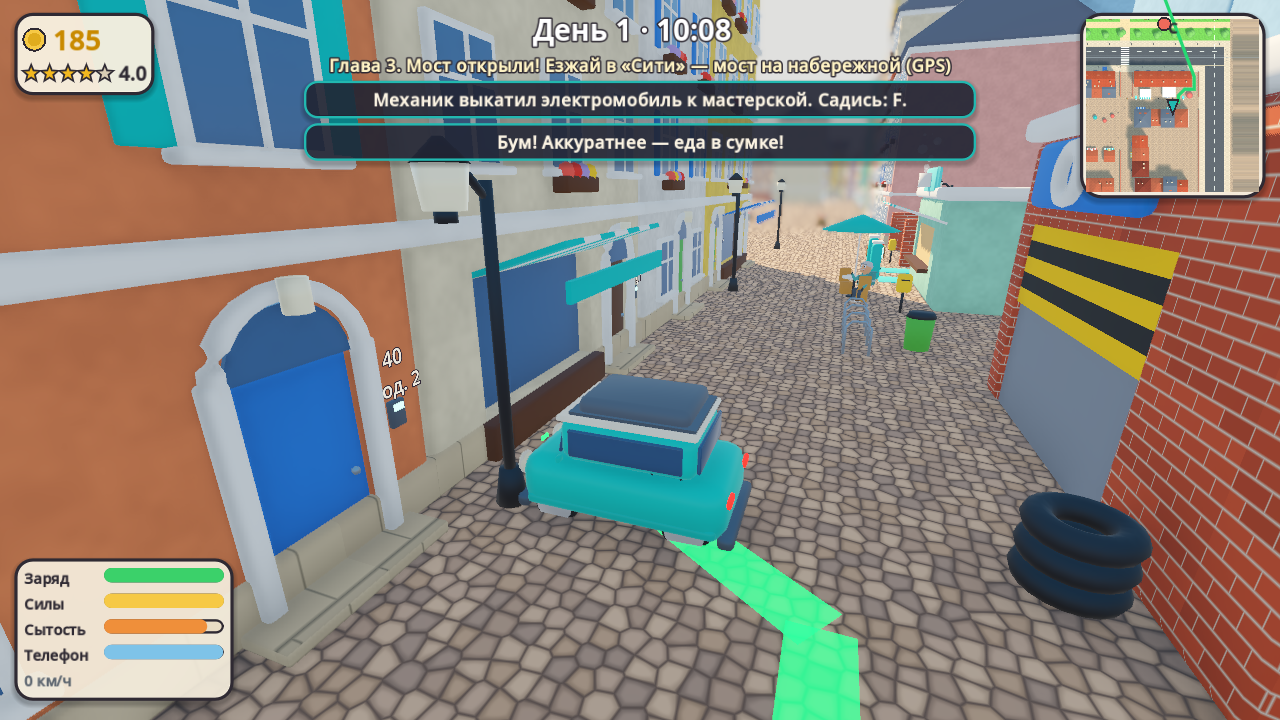 185
4.0
День 1 · 10:08
Глава 3. Мост открыли! Езжай в «Сити» — мост на набережной (GPS)
Механик выкатил электромобиль к мастерской. Садись: F.
Бум! Аккуратнее — еда в сумке!
40
од. 2
Заряд
Силы
Сытость
Телефон
0 км/ч